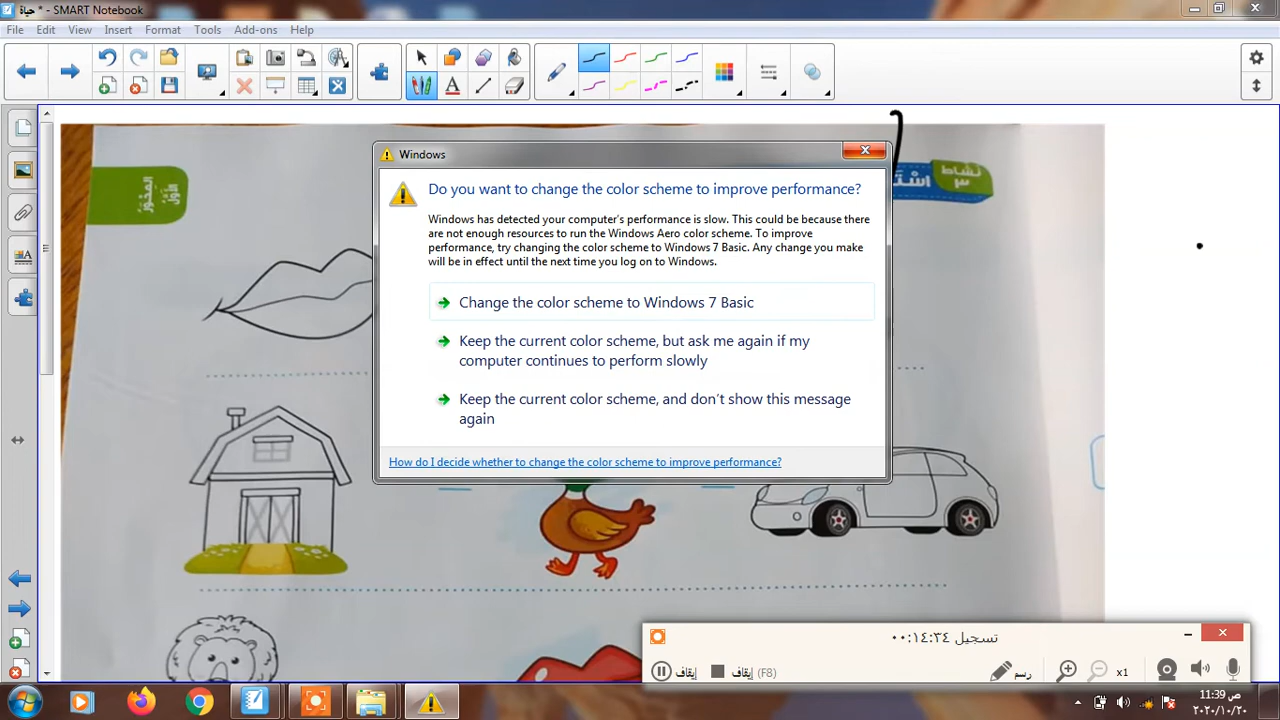 حياة * - SMART Notebook
File Edit View Insert Format Tools Add-ons Help
نشاط
٣
اسْتَ
المِحْوَرُ
الْأَوَّلُ
Windows
Do you want to change the color scheme to improve performance?
Windows has detected your computer's performance is slow. This could be because there
are not enough resources to run the Windows Aero color scheme. To improve
performance, try changing the color scheme to Windows 7 Basic. Any change you make
will be in effect until the next time you log on to Windows.
Change the color scheme to Windows 7 Basic
Keep the current color scheme, but ask me again if my
computer continues to perform slowly
Keep the current color scheme, and don't show this message
again
How do I decide whether to change the color scheme to improve performance?
تسجيل ٠٠:١٤:٣٤
إيقاف
إيقاف (F8)
رسم
x1
11:39 ص
٢٠٢٠/١٠/٢٠